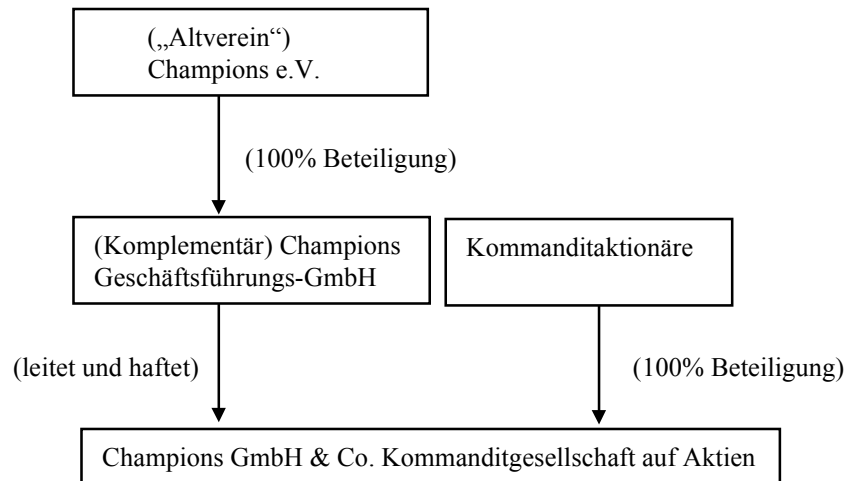 („Altverein“)
Champions e.V.
(100% Beteiligung)
(Komplementär) Champions
Geschäftsführungs-GmbH
Kommanditaktionäre
(leitet und haftet)
(100% Beteiligung)
Champions GmbH & Co. Kommanditgesellschaft auf Aktien